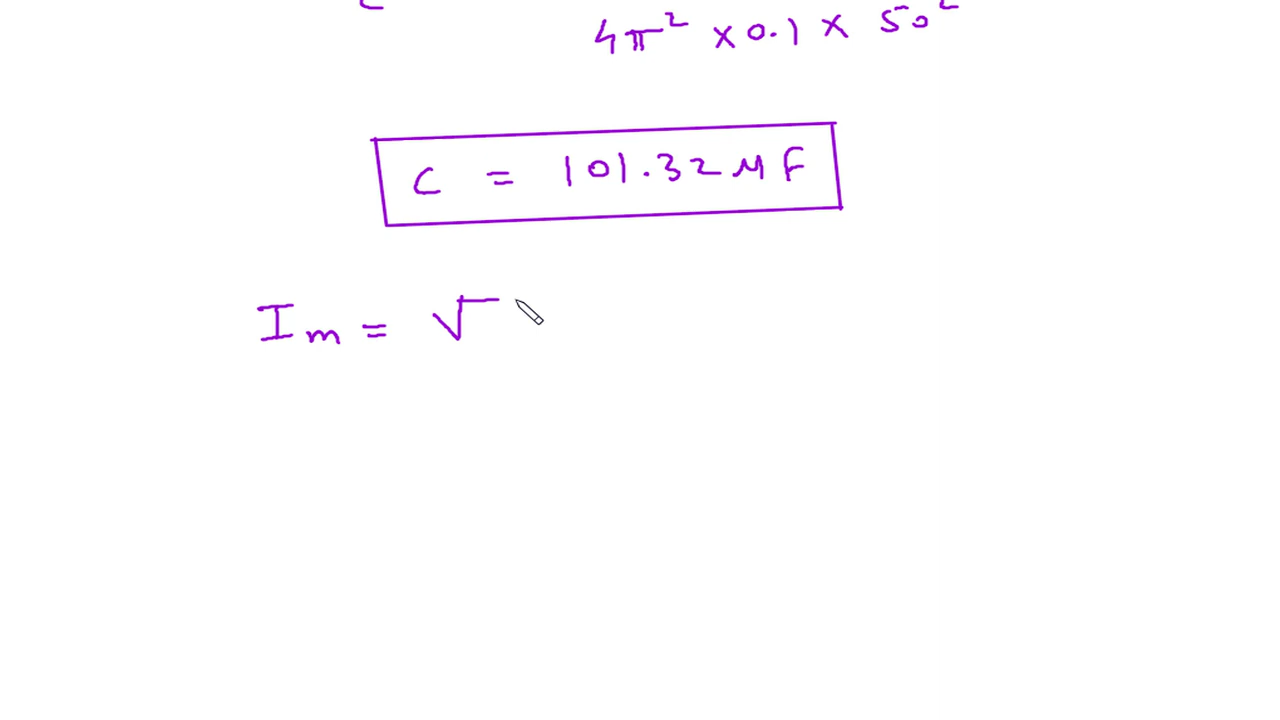 4π² × 0.1 × 50²
C = 101.32 μF
Im = √